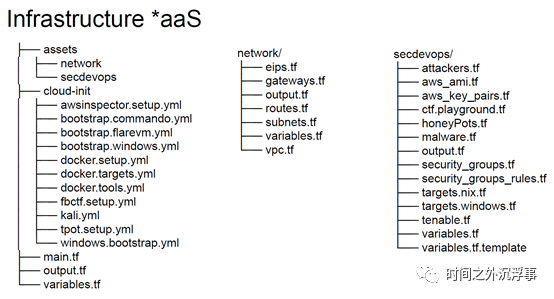 Infrastructure *aaS
assets
network
secdevops
cloud-init
awsinspector.setup.yml
bootstrap.commando.yml
bootstrap.flarevm.yml
bootstrap.windows.yml
docker.setup.yml
docker.targets.yml
docker.tools.yml
fbctf.setup.yml
kali.yml
tpot.setup.yml
windows.bootstrap.yml
main.tf
output.tf
variables.tf
network/
eips.tf
gateways.tf
output.tf
routes.tf
subnets.tf
variables.tf
vpc.tf
secdevops/
attackers.tf
aws_ami.tf
aws_key_pairs.tf
ctf.playground.tf
honeyPots.tf
malware.tf
output.tf
security_groups.tf
security_groups_rules.tf
targets.nix.tf
targets.windows.tf
tenable.tf
variables.tf
variables.tf.template
时间之外沉浮事